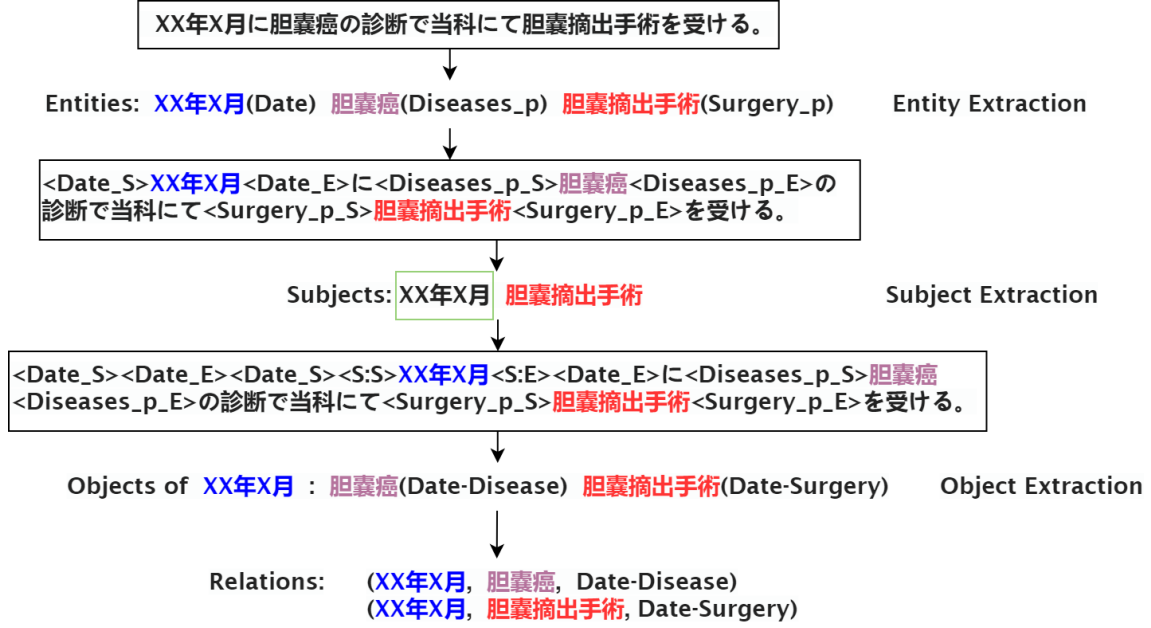 XX年X月に胆嚢癌の診断で当科にて胆嚢摘出手術を受ける。
Entities: XX年X月(Date) 胆嚢癌(Diseases_p) 胆嚢摘出手術(Surgery_p) Entity Extraction
<Date_S>XX年X月<Date_E>に<Diseases_p_S>胆嚢癌<Diseases_p_E>の
診断で当科にて<Surgery_p_S>胆嚢摘出手術<Surgery_p_E>を受ける。
Subjects: XX年X月 胆嚢摘出手術 Subject Extraction
<Date_S><Date_E><Date_S><S:S>XX年X月<S:E><Date_E>に<Diseases_p_S>胆嚢癌
<Diseases_p_E>の診断で当科にて<Surgery_p_S>胆嚢摘出手術<Surgery_p_E>を受ける。
Objects of XX年X月 : 胆嚢癌(Date-Disease) 胆嚢摘出手術(Date-Surgery) Object Extraction
Relations: (XX年X月, 胆嚢癌, Date-Disease)
(XX年X月, 胆嚢摘出手術, Date-Surgery)